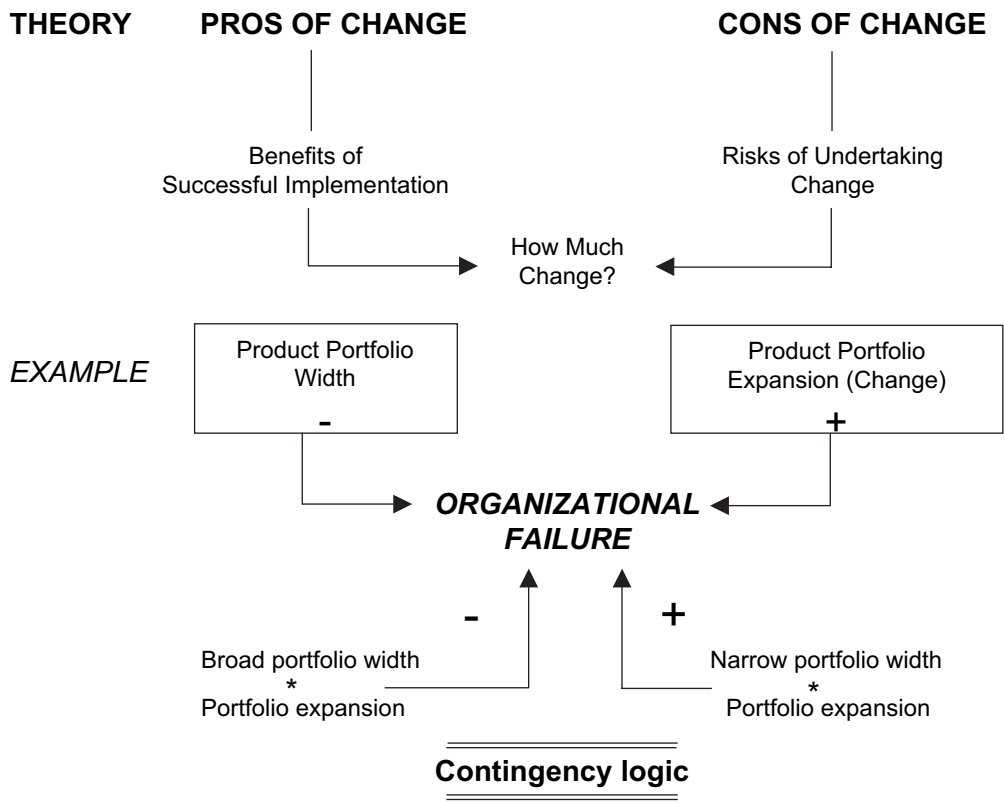 THEORY PROS OF CHANGE CONS OF CHANGE
Benefits of
Successful Implementation
Risks of Undertaking
Change
How Much
Change?
EXAMPLE
Product Portfolio
Width
-
Product Portfolio
Expansion (Change)
+
ORGANIZATIONAL
FAILURE
-
+
Broad portfolio width
*
Portfolio expansion
Narrow portfolio width
*
Portfolio expansion
Contingency logic